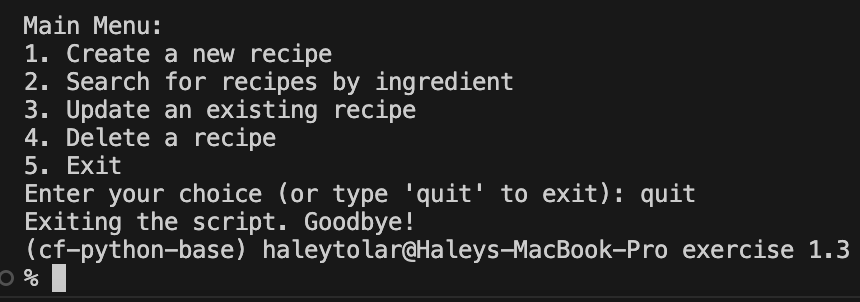 Main Menu:
1. Create a new recipe
2. Search for recipes by ingredient
3. Update an existing recipe
4. Delete a recipe
5. Exit
Enter your choice (or type 'quit' to exit): quit
Exiting the script. Goodbye!
(cf-python-base) haleytolar@Haleys-MacBook-Pro exercise 1.3
%